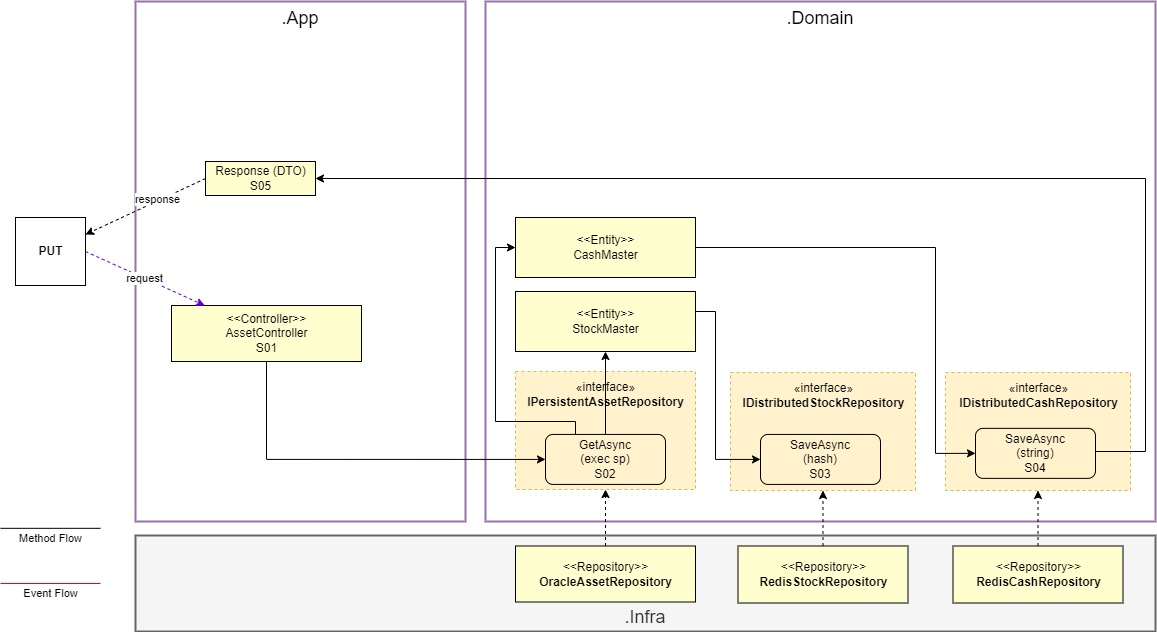 .App
.Domain
Response (DTO)
S05
response
PUT
request
<<Controller>>
AssetController
S01
<<Entity>>
CashMaster
<<Entity>>
StockMaster
«interface»
IPersistentAssetRepository
GetAsync
(exec sp)
S02
«interface»
IDistributedStockRepository
SaveAsync
(hash)
S03
«interface»
IDistributedCashRepository
SaveAsync
(string)
S04
Method Flow
Event Flow
<<Repository>>
OracleAssetRepository
<<Repository>>
RedisStockRepository
<<Repository>>
RedisCashRepository
.Infra